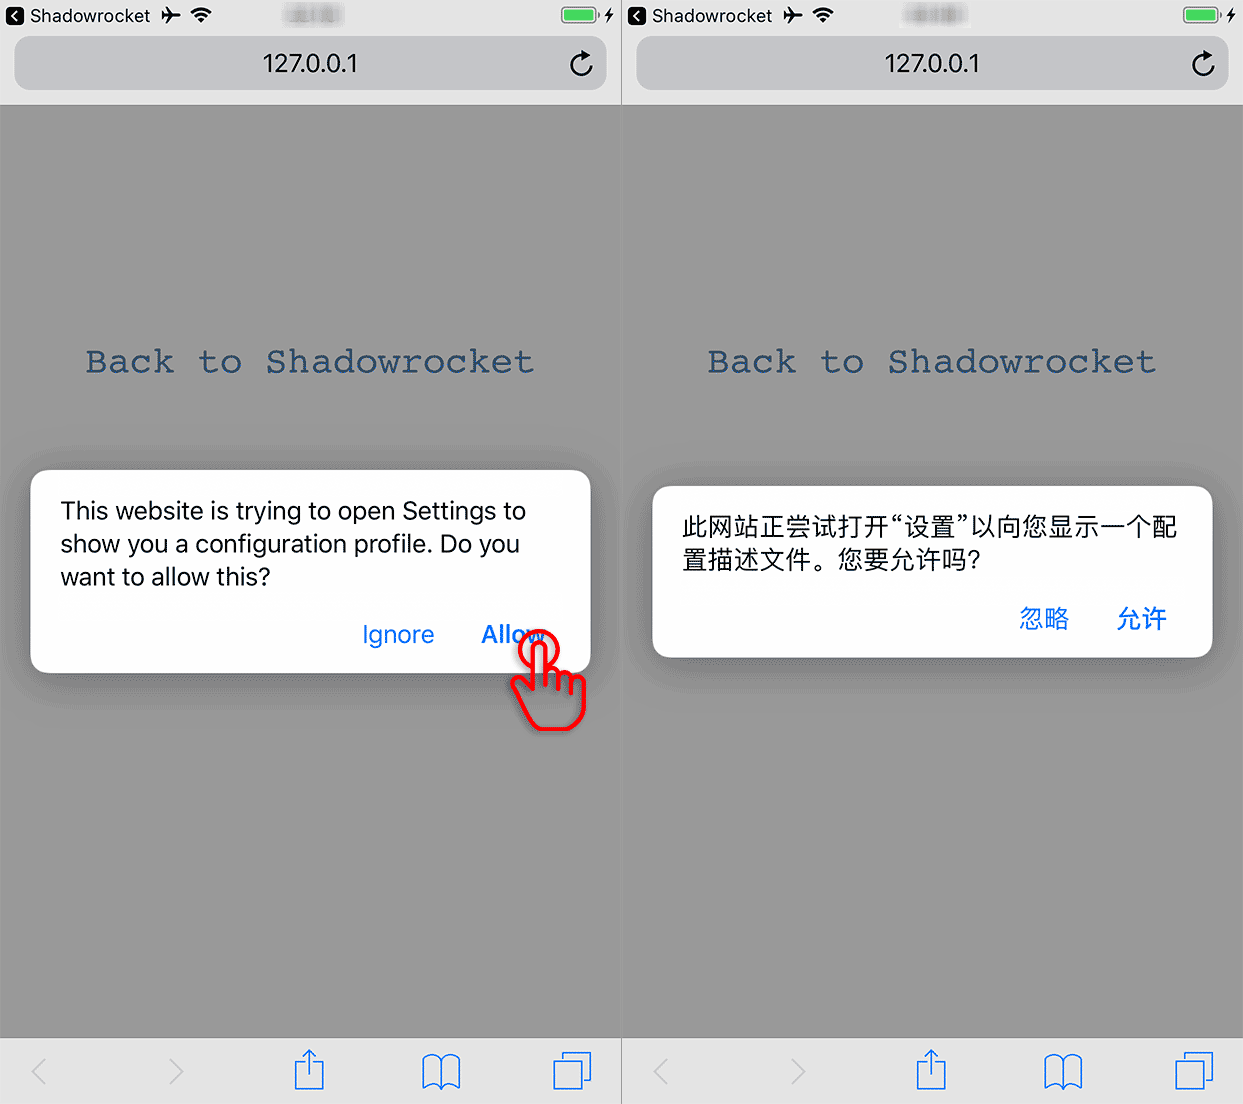 Shadowrocket
127.0.0.1
Back to Shadowrocket
This website is trying to open Settings to
show you a configuration profile. Do you
want to allow this?
Ignore Allow
Shadowrocket
127.0.0.1
Back to Shadowrocket
此网站正尝试打开“设置”以向您显示一个配
置描述文件。您要允许吗?
忽略 允许